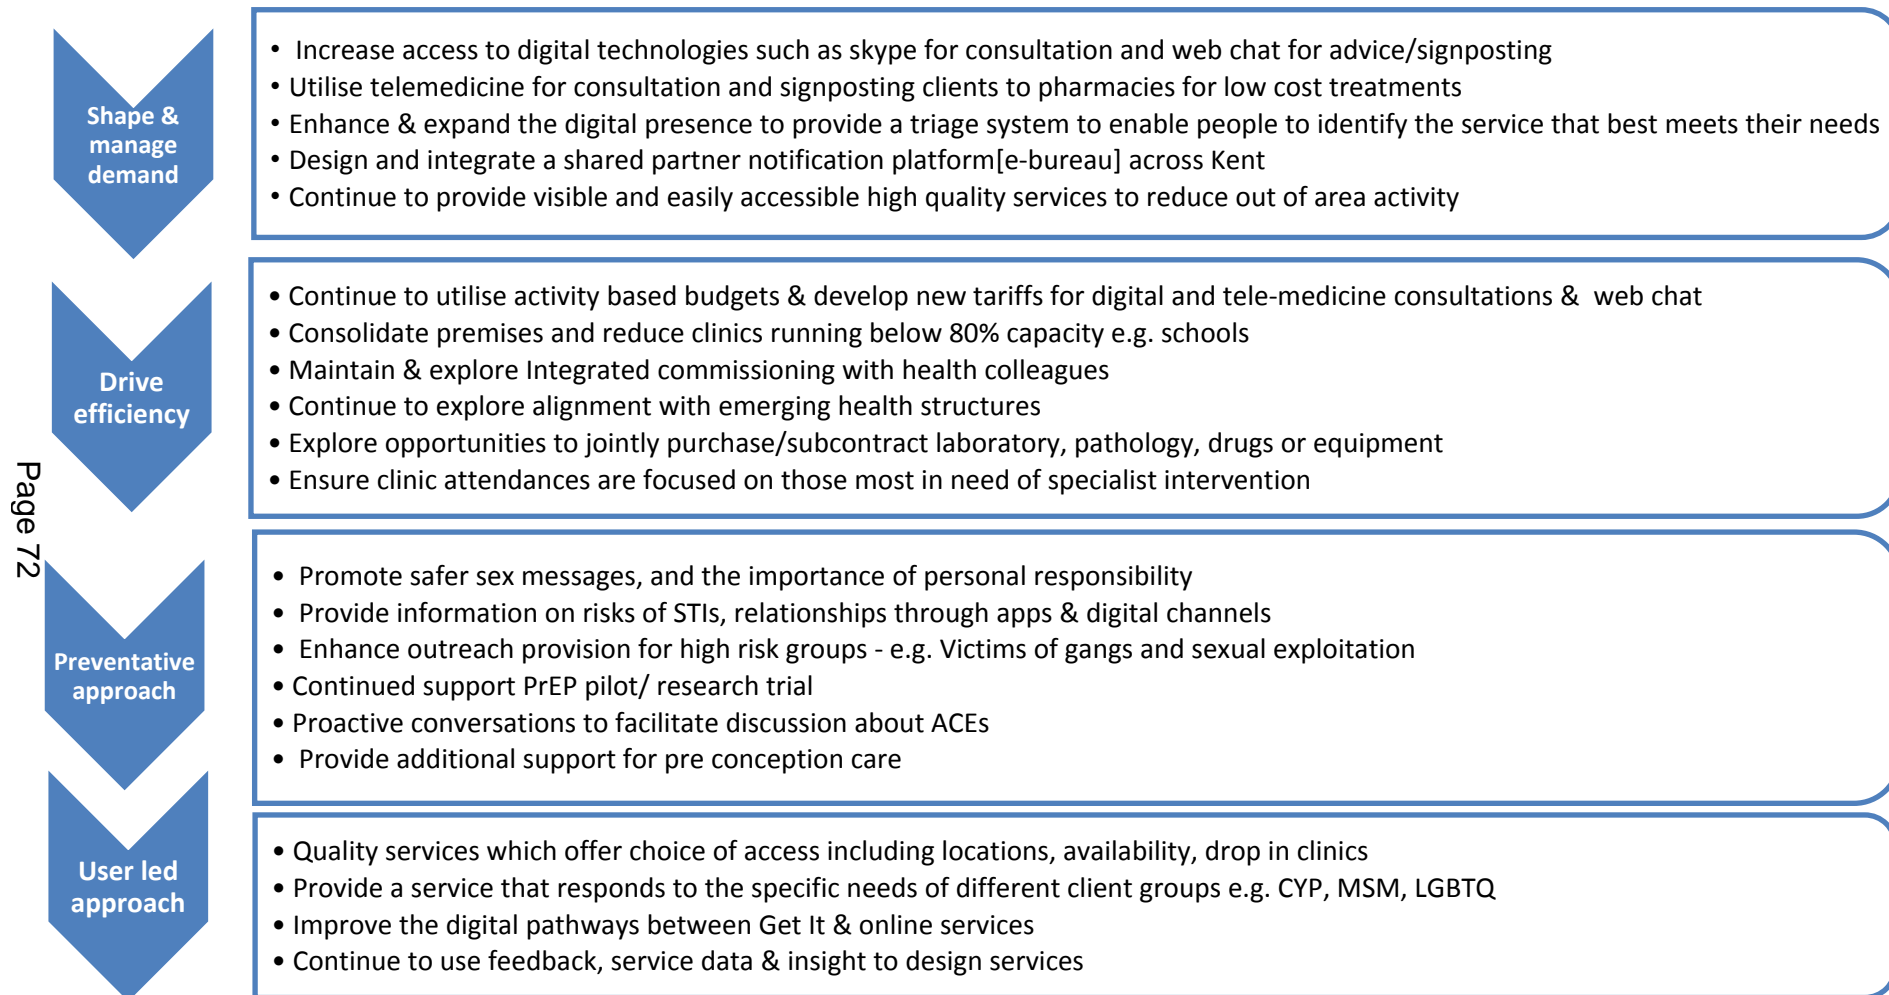 Shape &
manage
demand
• Increase access to digital technologies such as skype for consultation and web chat for advice/signposting
• Utilise telemedicine for consultation and signposting clients to pharmacies for low cost treatments
• Enhance & expand the digital presence to provide a triage system to enable people to identify the service that best meets their needs
• Design and integrate a shared partner notification platform[e-bureau] across Kent
• Continue to provide visible and easily accessible high quality services to reduce out of area activity
Drive
efficiency
• Continue to utilise activity based budgets & develop new tariffs for digital and tele-medicine consultations & web chat
• Consolidate premises and reduce clinics running below 80% capacity e.g. schools
• Maintain & explore Integrated commissioning with health colleagues
• Continue to explore alignment with emerging health structures
• Explore opportunities to jointly purchase/subcontract laboratory, pathology, drugs or equipment
• Ensure clinic attendances are focused on those most in need of specialist intervention
Page 72
Preventative
approach
• Promote safer sex messages, and the importance of personal responsibility
• Provide information on risks of STIs, relationships through apps & digital channels
• Enhance outreach provision for high risk groups - e.g. Victims of gangs and sexual exploitation
• Continued support PrEP pilot/ research trial
• Proactive conversations to facilitate discussion about ACEs
• Provide additional support for pre conception care
User led
approach
• Quality services which offer choice of access including locations, availability, drop in clinics
• Provide a service that responds to the specific needs of different client groups e.g. CYP, MSM, LGBTQ
• Improve the digital pathways between Get It & online services
• Continue to use feedback, service data & insight to design services